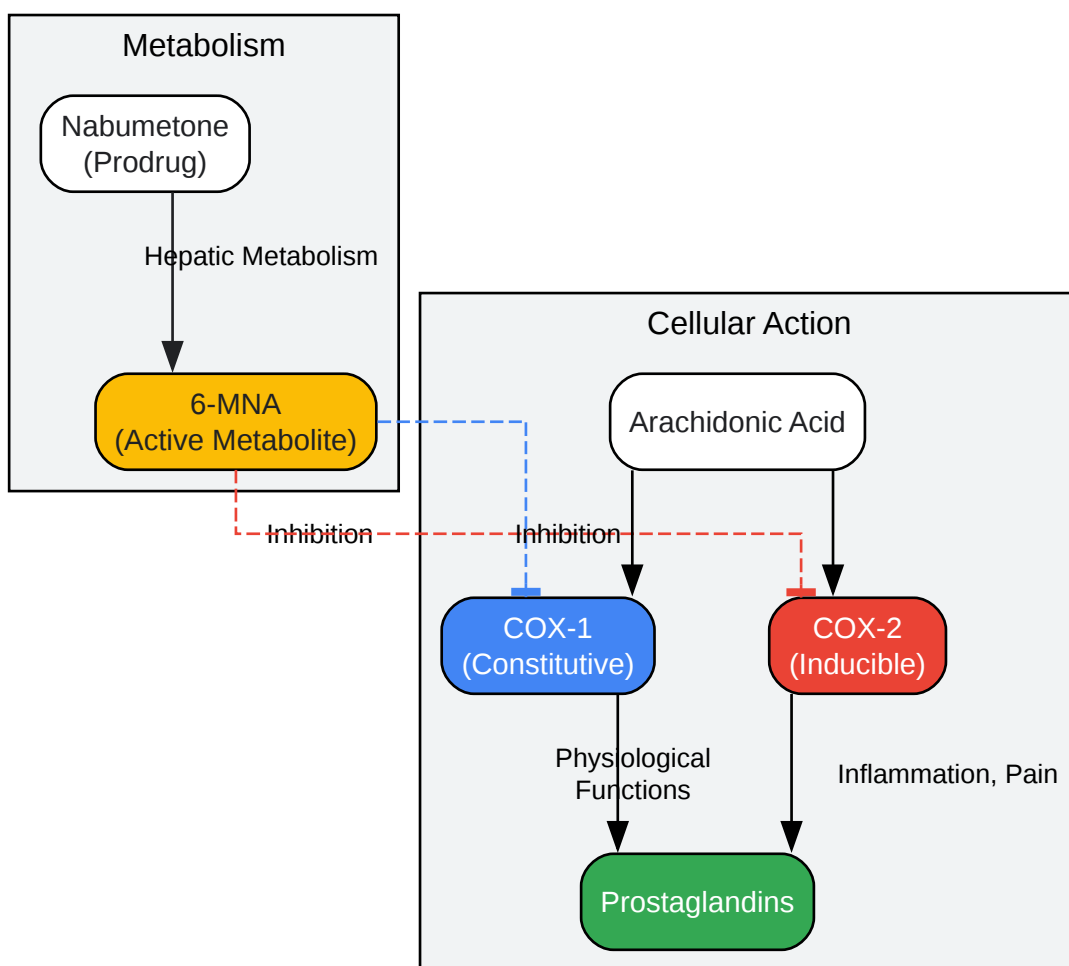 Metabolism
Nabumetone
(Prodrug)
Hepatic Metabolism
6-MNA
(Active Metabolite)
Cellular Action
Arachidonic Acid
Inhibition
Inhibition
COX-1
(Constitutive)
COX-2
(Inducible)
Physiological
Functions
Inflammation, Pain
Prostaglandins